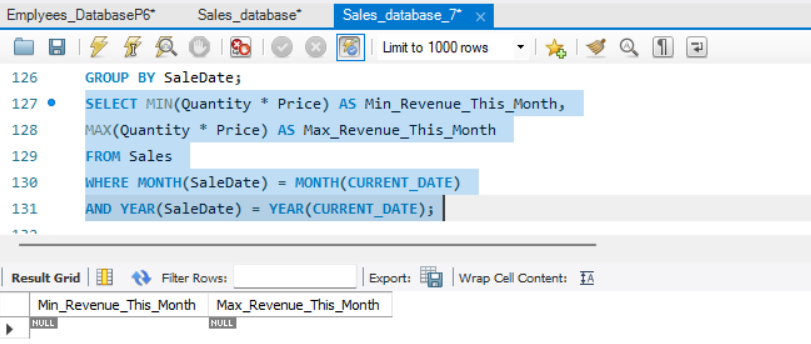 Emplyees_DatabaseP6* Sales_database* Sales_database_7* ×
Limit to 1000 rows
126 GROUP BY SaleDate;
127 SELECT MIN(Quantity * Price) AS Min_Revenue_This_Month,
128 MAX(Quantity * Price) AS Max_Revenue_This_Month
129 FROM Sales
130 WHERE MONTH(SaleDate) = MONTH(CURRENT_DATE)
131 AND YEAR(SaleDate) = YEAR(CURRENT_DATE);
132
Result Grid Filter Rows: Export: Wrap Cell Content: IA
Min_Revenue_This_Month Max_Revenue_This_Month
NULL NULL